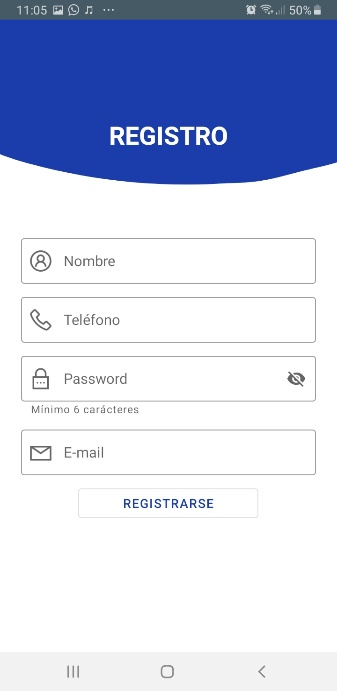 11:05 ... 50%
REGISTRO
Nombre
Teléfono
Password
Mínimo 6 carácteres
E-mail
REGISTRARSE